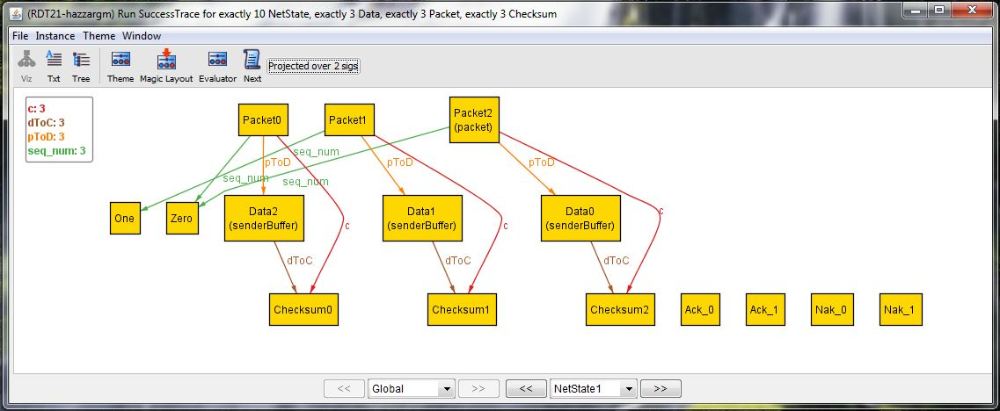 (RDT21-hazzargm) Run SuccessTrace for exactly 10 NetState, exactly 3 Data, exactly 3 Packet, exactly 3 Checksum
File Instance Theme Window
Viz Txt Tree Theme Magic Layout Evaluator Next Projected over 2 sigs
c: 3
dToC: 3
pToD: 3
seq_num: 3
Packet0 Packet1 Packet2
(packet)
seq_num
pToD pToD pToD
seq_num seq_num
One Zero Data2
(senderBuffer) Data1
(senderBuffer) Data0
(senderBuffer)
c c c
dToC dToC dToC
Checksum0 Checksum1 Checksum2 Ack_0 Ack_1 Nak_0 Nak_1
<< Global >> << NetState1 >>